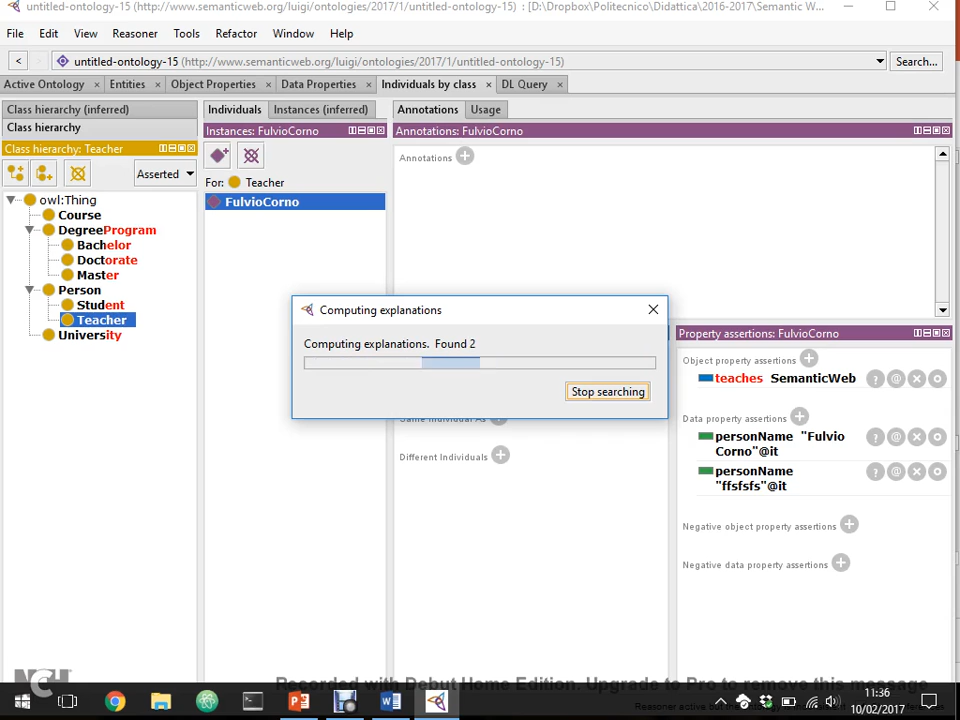 untitled-ontology-15 (http://www.semanticweb.org/luigi/ontologies/2017/1/untitled-ontology-15) : [D:\Dropbox\Politecnico\Didattica\2016-2017\Semantic W...
File Edit View Reasoner Tools Refactor Window Help
< > untitled-ontology-15 (http://www.semanticweb.org/luigi/ontologies/2017/1/untitled-ontology-15) Search...
Active Ontology × Entities × Object Properties × Data Properties × Individuals by class × DL Query ×
Class hierarchy (inferred)
Class hierarchy
Class hierarchy: Teacher
Asserted
owl:Thing
Course
DegreeProgram
Bachelor
Doctorate
Master
Person
Student
Teacher
University
Individuals Instances (inferred)
Instances: FulvioCorno
For: Teacher
FulvioCorno
Annotations Usage
Annotations: FulvioCorno
Annotations
Computing explanations
Computing explanations. Found 2
Stop searching
Same Individual As
Different Individuals
Property assertions: FulvioCorno
Object property assertions
teaches SemanticWeb
Data property assertions
personName "Fulvio
Corno"@it
personName
"ffsfsfs"@it
Negative object property assertions
Negative data property assertions
NCH
Recorded with Debut Home Edition. Upgrade to Pro to remove this message
11:36
10/02/2017